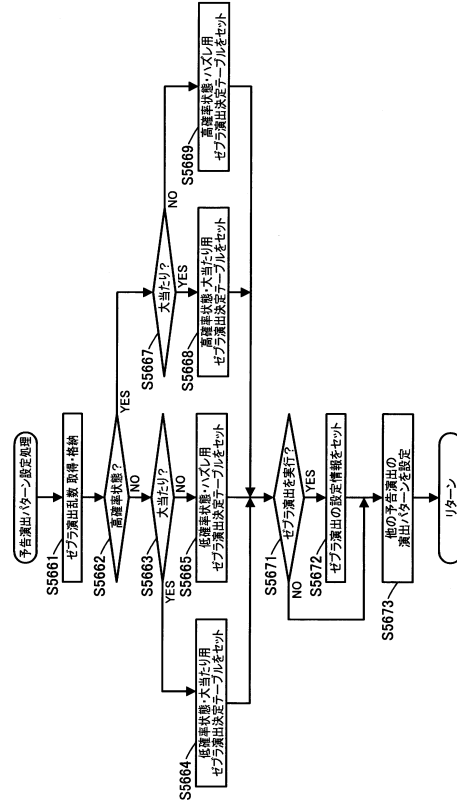 予告演出パターン設定処理
S5661
ゼブラ演出乱数 取得・格納
S5662
高確率状態?
YES
NO
S5663
大当たり?
YES
NO
S5667
大当たり?
NO
YES
S5664
低確率状態・大当たり用
ゼブラ演出決定テーブルをセット
S5665
低確率状態・ハズレ用
ゼブラ演出決定テーブルをセット
S5668
高確率状態・大当たり用
ゼブラ演出決定テーブルをセット
S5669
高確率状態・ハズレ用
ゼブラ演出決定テーブルをセット
S5671
ゼブラ演出を実行?
NO
YES
S5672
ゼブラ演出の設定情報をセット
S5673
他の予告演出の
演出パターンを設定
リターン